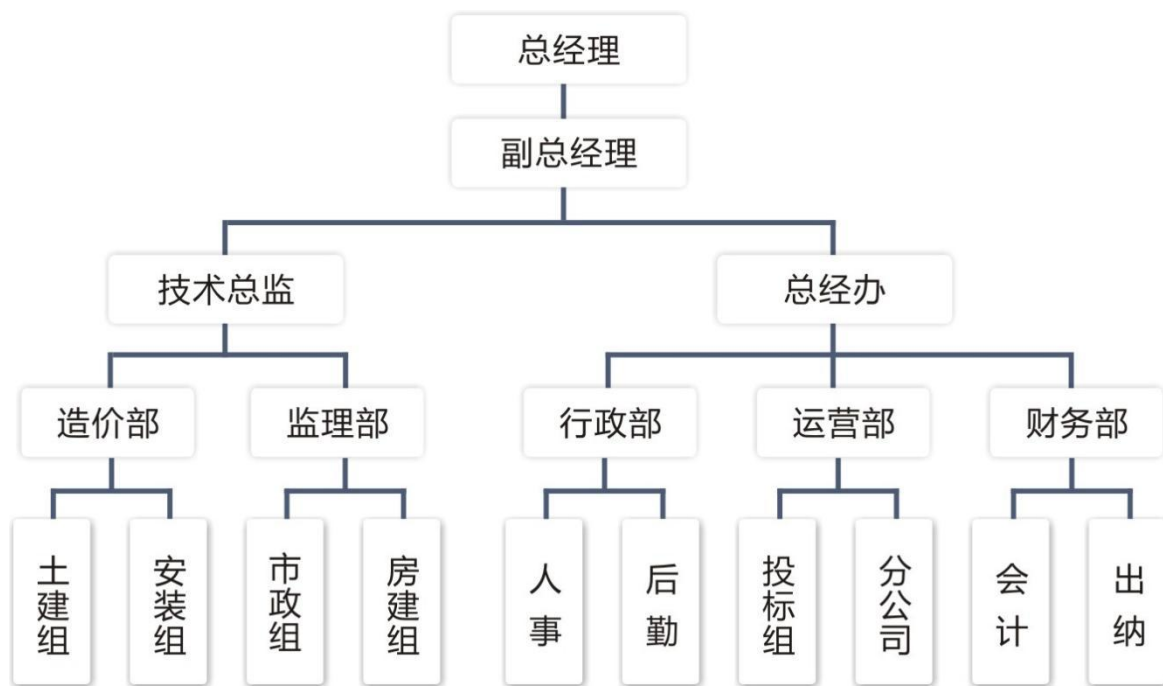 总经理
副总经理
技术总监
总经办
造价部
监理部
行政部
运营部
财务部
土建组
安装组
市政组
房建组
人事
后勤
投标组
分公司
会计
出纳